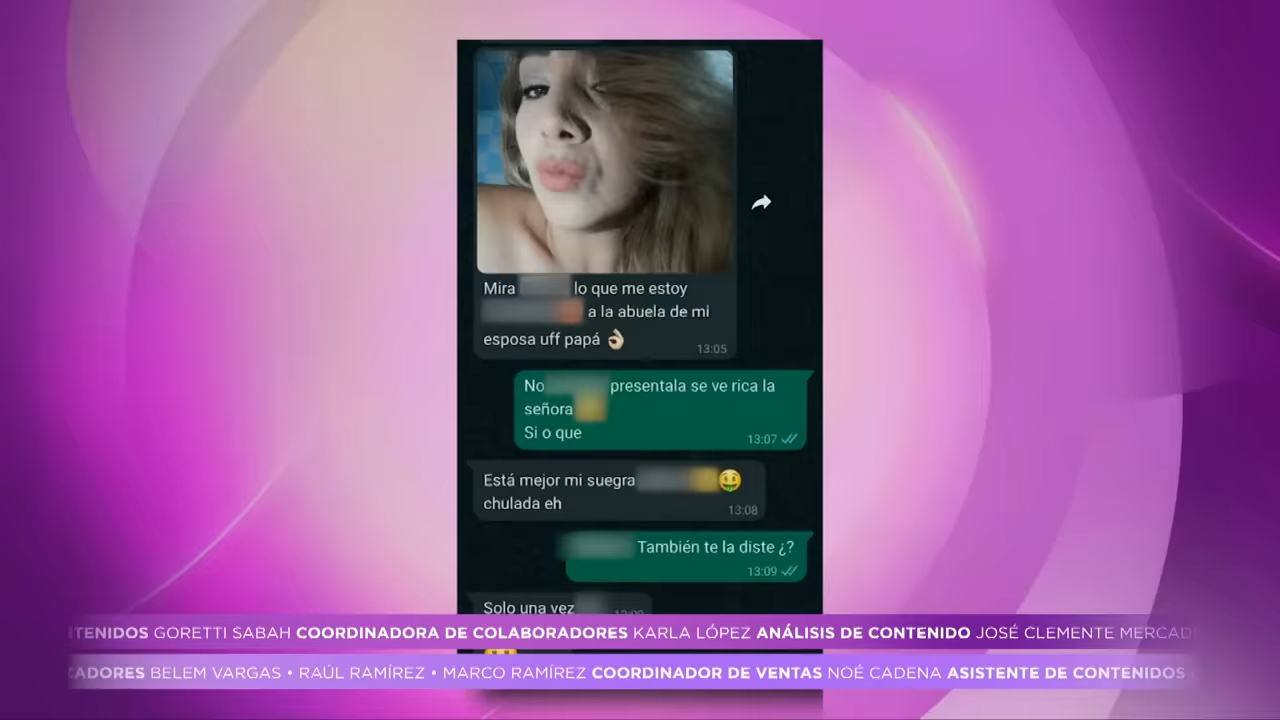 Mira lo que me estoy
a la abuela de mi
esposa uff papá 👌🏻
13:05
No presentala se ve rica la
señora
Si o que
13:07
Está mejor mi suegra 🤑
chulada eh
13:08
También te la diste ¿?
13:09
Solo una vez
13:09
TENIDOS GORETTI SABAH COORDINADORA DE COLABORADORES KARLA LÓPEZ ANÁLISIS DE CONTENIDO JOSÉ CLEMENTE MERCAD
ZADORES BELEM VARGAS • RAÚL RAMÍREZ • MARCO RAMÍREZ COORDINADOR DE VENTAS NOÉ CADENA ASISTENTE DE CONTENIDOS